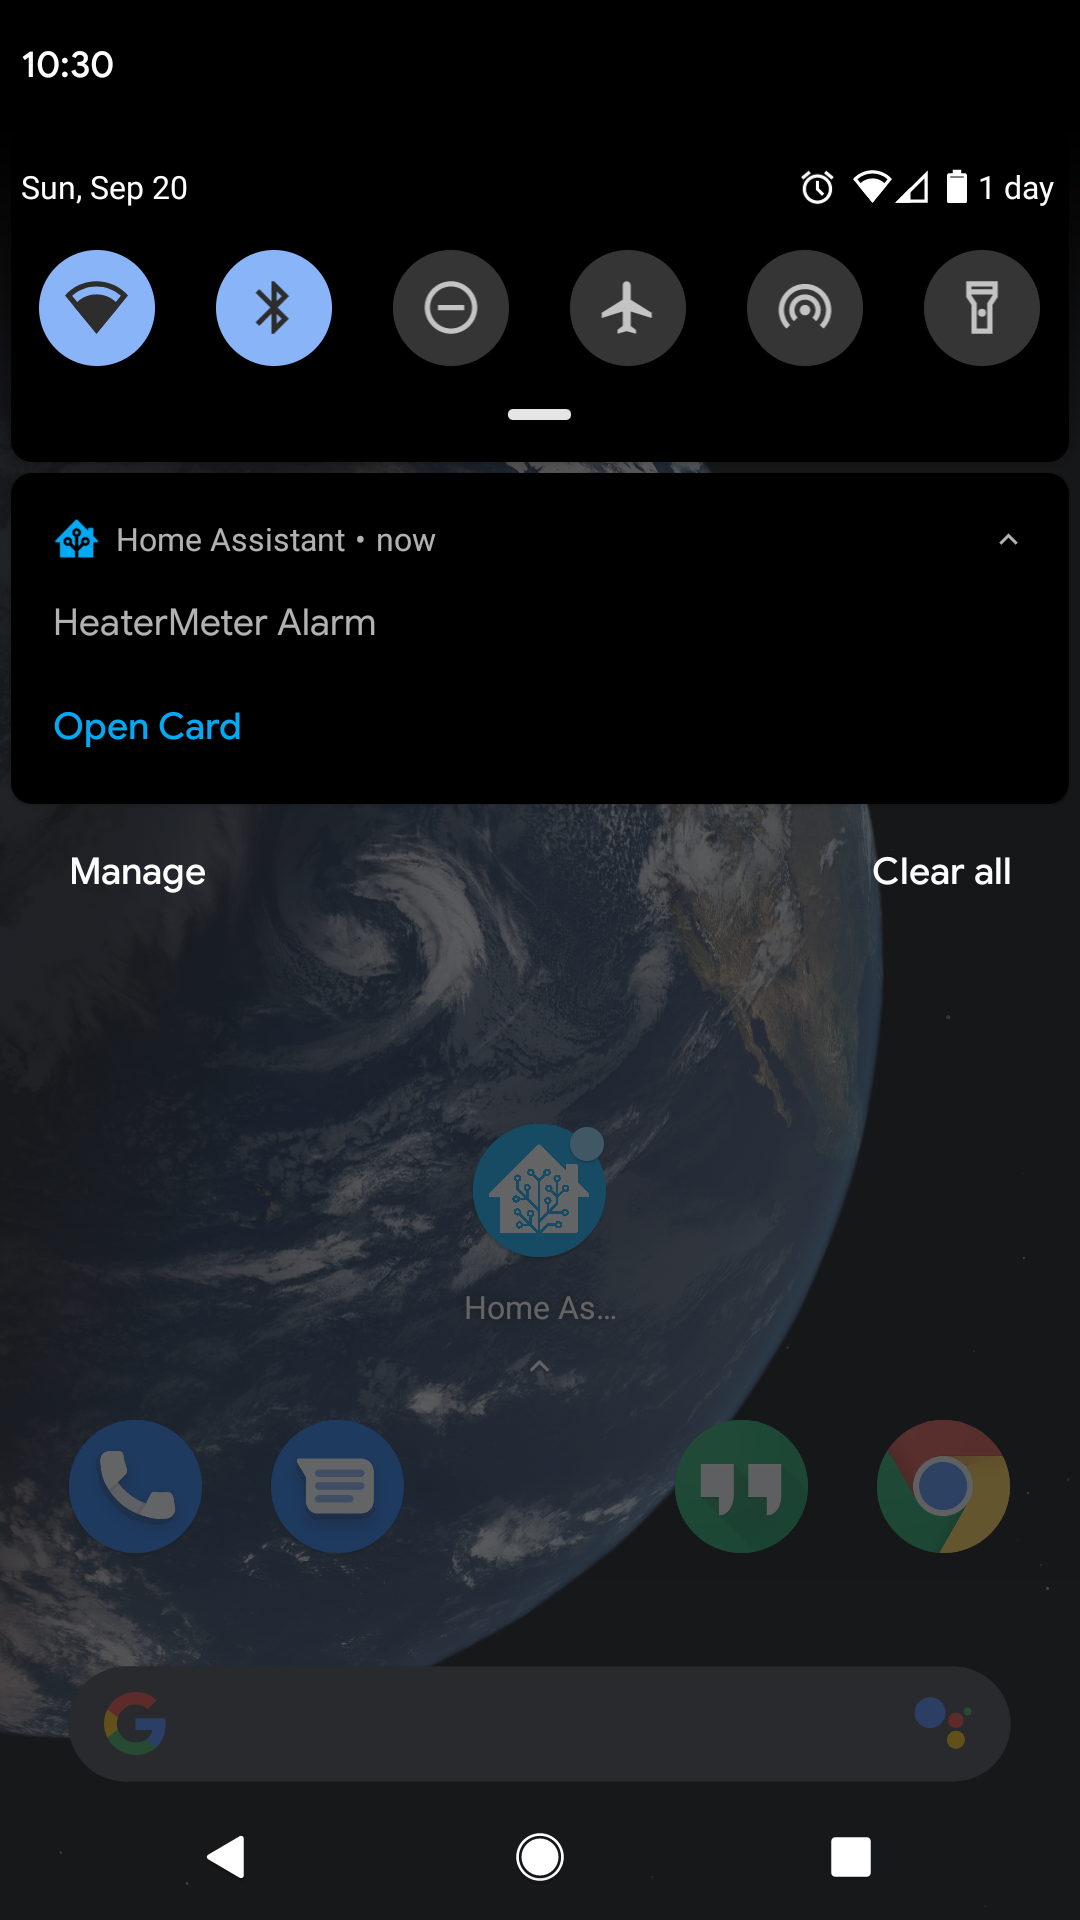 10:30
Sun, Sep 20
1 day
Home Assistant • now
HeaterMeter Alarm
Open Card
Manage
Clear all
Home As...